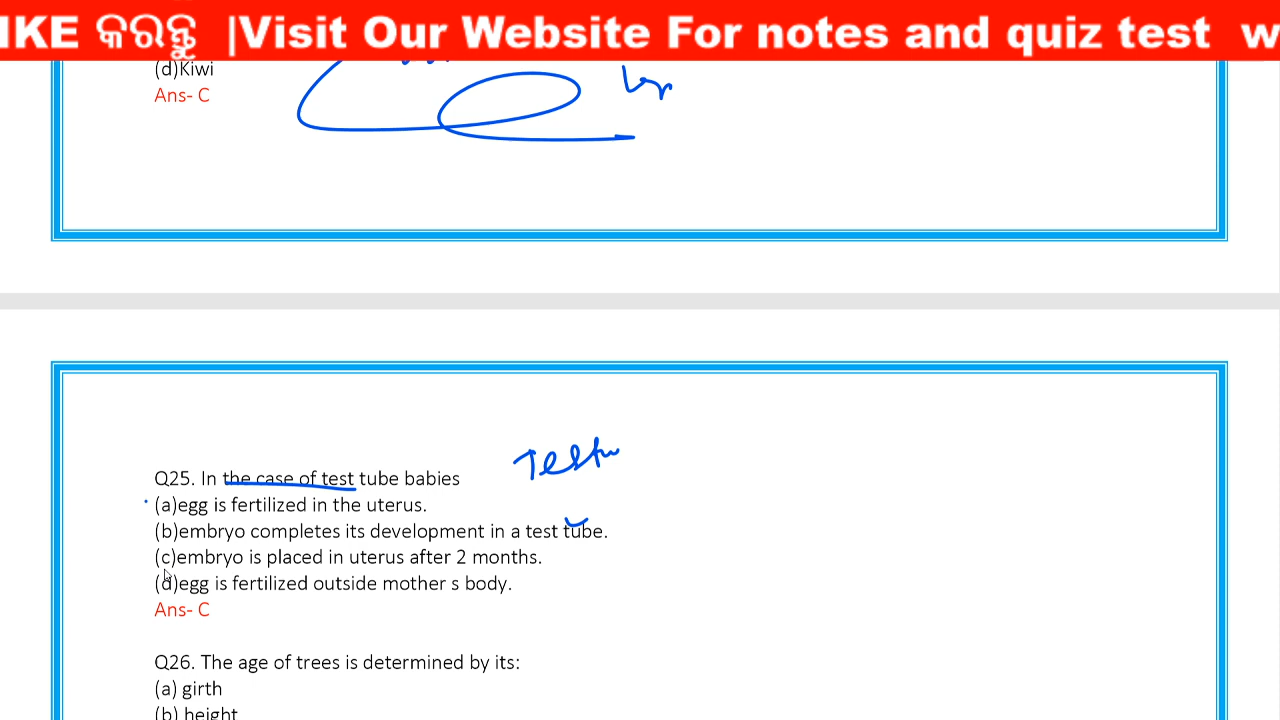 IKE କରନ୍ତୁ |Visit Our Website For notes and quiz test w
(d)Kiwi
Ans- C
Q25. In the case of test tube babies
(a)egg is fertilized in the uterus.
(b)embryo completes its development in a test tube.
(c)embryo is placed in uterus after 2 months.
(d)egg is fertilized outside mother s body.
Ans- C
Q26. The age of trees is determined by its:
(a) girth
(b) height